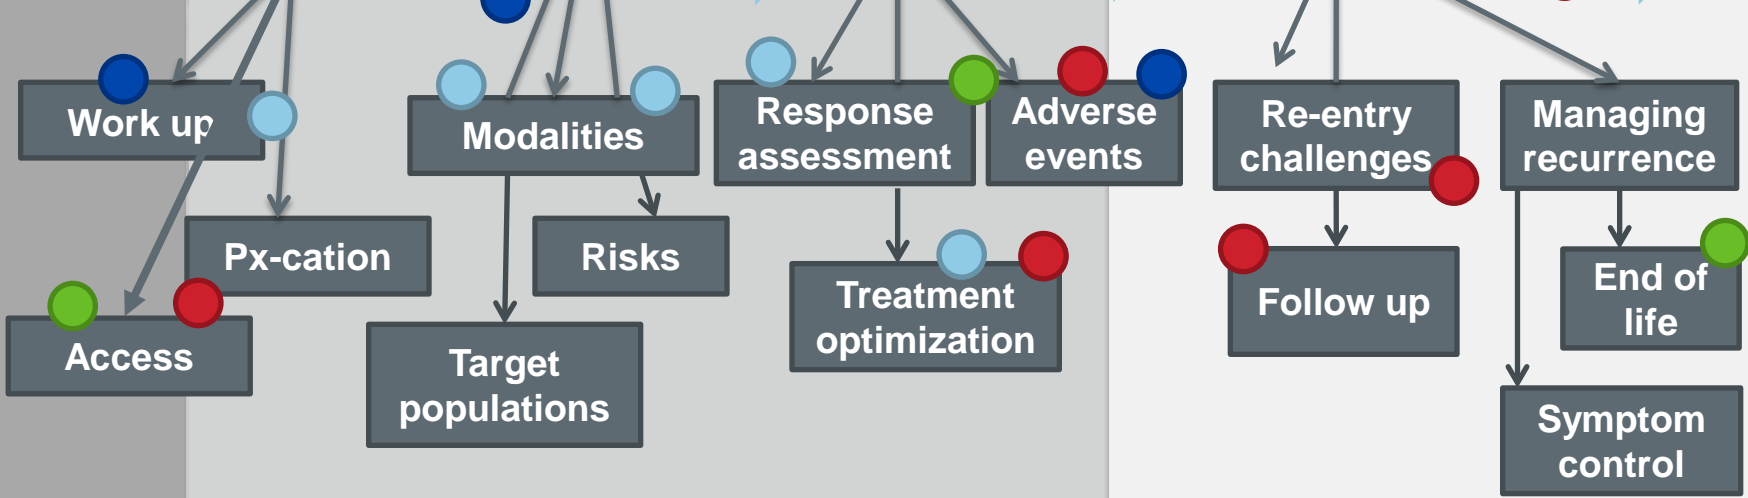 Work up
Modalities
Response
assessment
Adverse
events
Re-entry
challenges
Managing
recurrence
Px-cation
Risks
Access
Target
populations
Treatment
optimization
Follow up
End of
life
Symptom
control